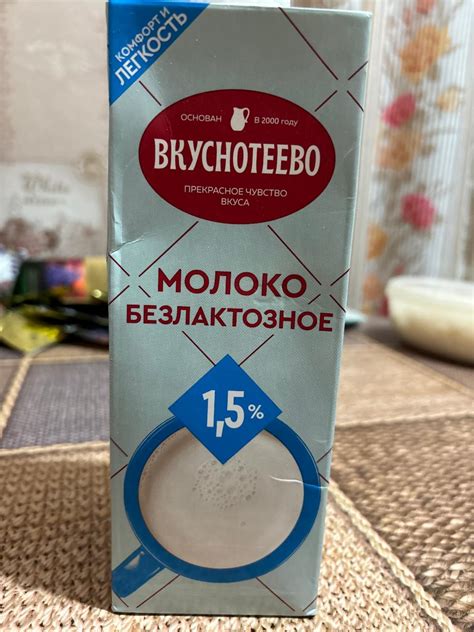 КОМФОРТ И
ЛЕГКОСТЬ
ОСНОВАН В 2000 году
ВКУСНОТЕЕВО
ПРЕКРАСНОЕ ЧУВСТВО
ВКУСА
МОЛОКО
БЕЗЛАКТОЗНОЕ
1,5%